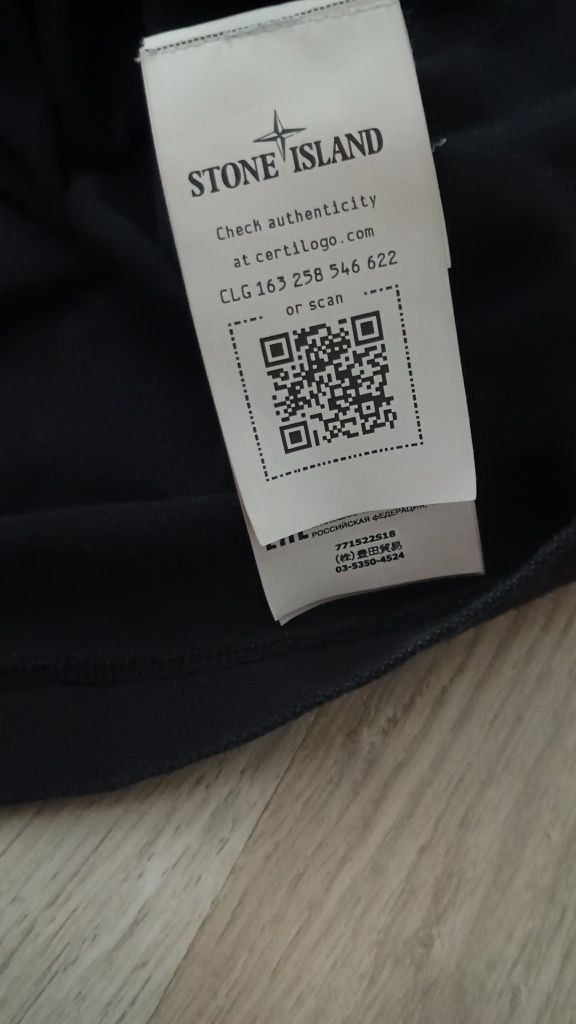 STONE ISLAND
Check authenticity
at certilogo.com
CLG 163 258 546 622
or scan
РОССИЙСКАЯ ФЕДЕРАЦИЯ,
771522S18
(株)豊田貿易
03-5350-4524